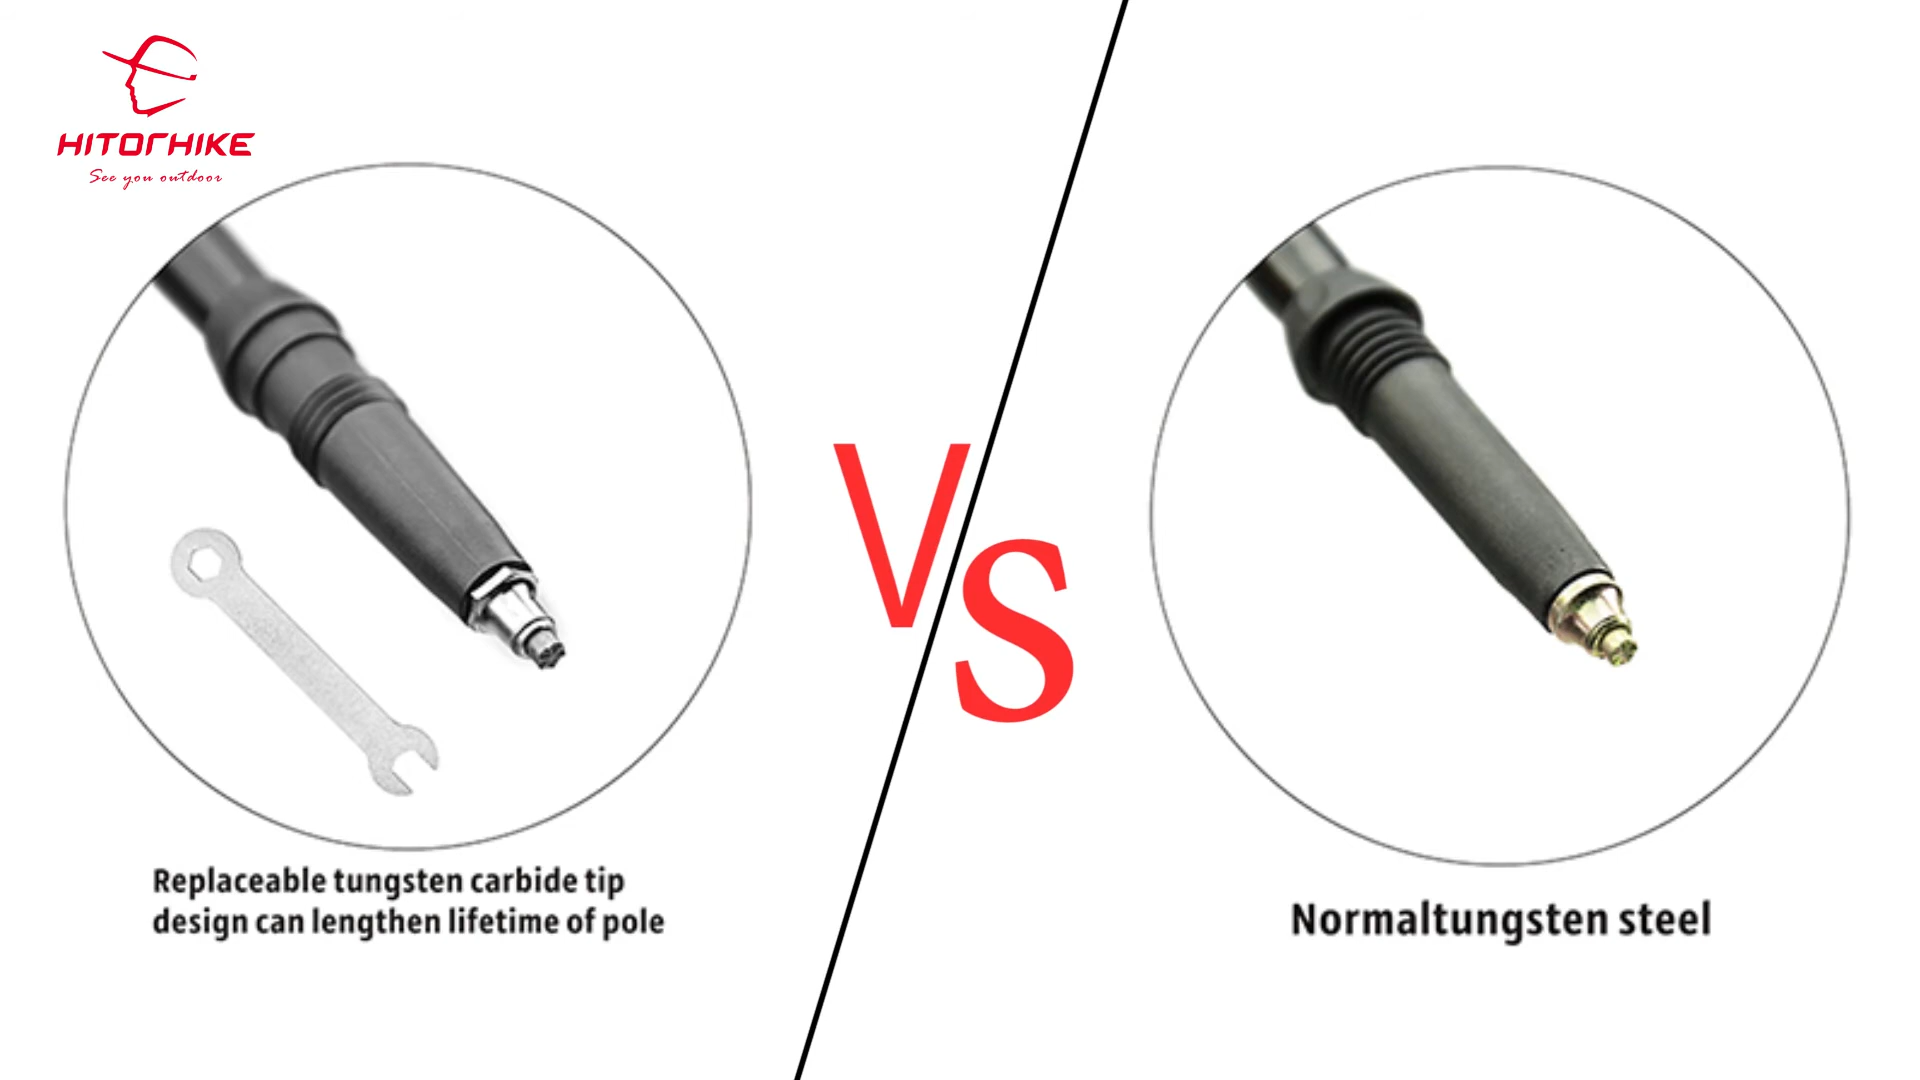 HITORHIKE
See you outdoor
VS
Replaceable tungsten carbide tip
design can lengthen lifetime of pole
Normaltungsten steel